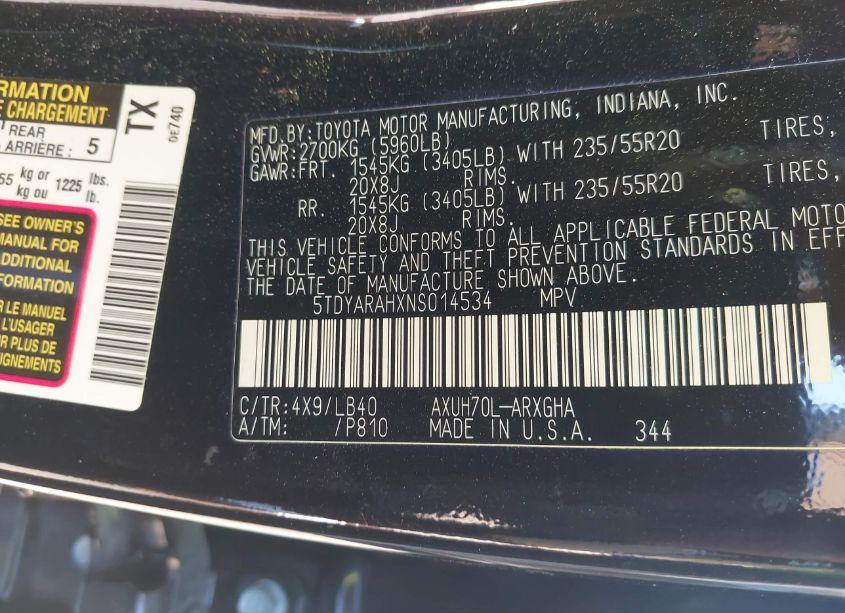 ORMATION
E CHARGEMENT
REAR
ARRIÈRE : 5
55 kg or 1225 lbs.
kg ou lb.
SEE OWNER'S
MANUAL FOR
ADDITIONAL
NFORMATION
R LE MANUEL
L'USAGER
R PLUS DE
IGNEMENTS
TX
0E740
MFD.BY:TOYOTA MOTOR MANUFACTURING, INDIANA, INC.
GVWR:2700KG (5960LB)
GAWR:FRT. 1545KG (3405LB) WITH 235/55R20 TIRES,
20X8J RIMS.
RR. 1545KG (3405LB) WITH 235/55R20 TIRES,
20X8J RIMS.
THIS VEHICLE CONFORMS TO ALL APPLICABLE FEDERAL MOTO
VEHICLE SAFETY AND THEFT PREVENTION STANDARDS IN EFF
THE DATE OF MANUFACTURE SHOWN ABOVE.
5TDYARAHXNS014534 MPV
C/TR:4X9/LB40 AXUH70L-ARXGHA
A/TM: /P810 MADE IN U.S.A. 344